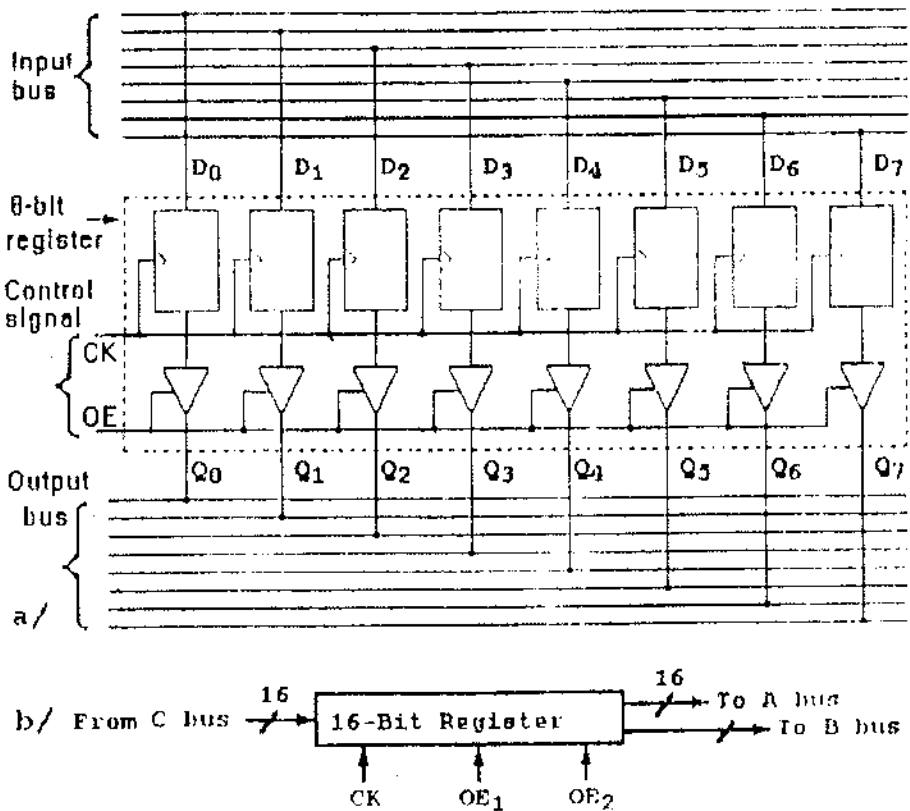 Input
bus
D0 D1 D2 D3 D4 D5 D6 D7
8-bit
register
Control
signal
CK
OE
Q0 Q1 Q2 Q3 Q4 Q5 Q6 Q7
Output
bus
a/
16
16
b/ From C bus
16-Bit Register
To A bus
To B bus
CK OE1 OE2